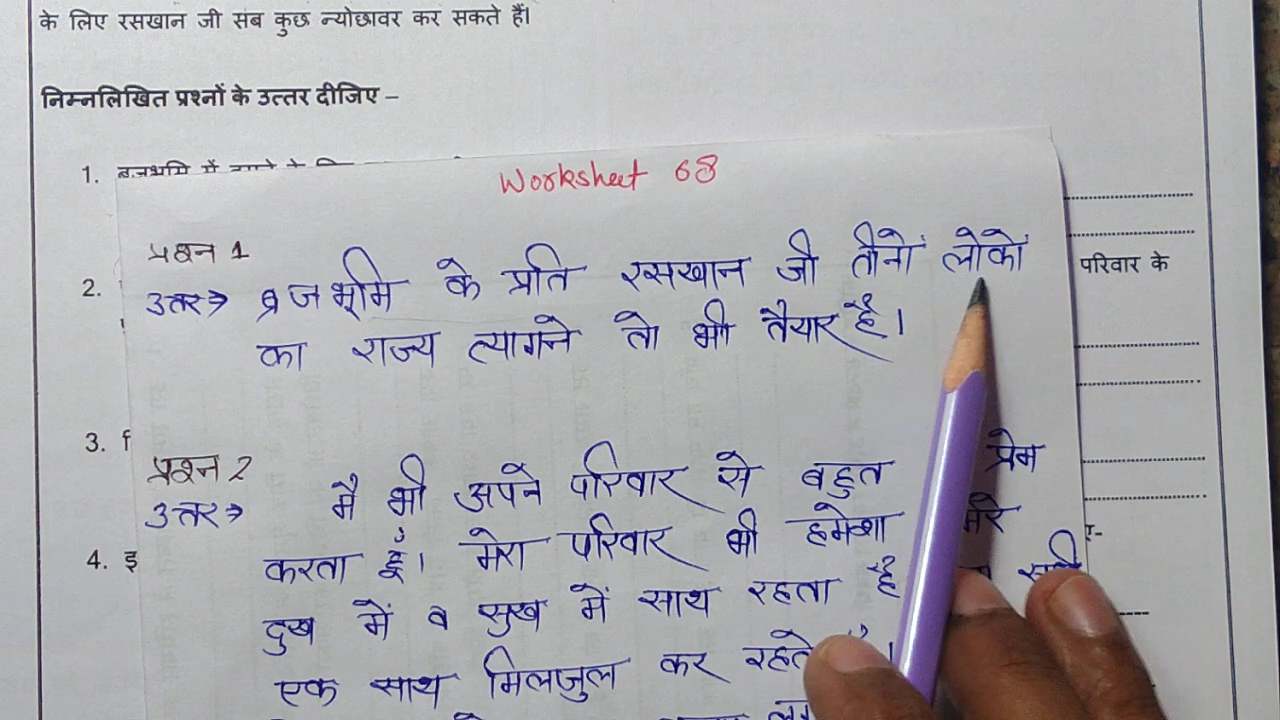 के लिए रसखान जी सब कुछ न्योछावर कर सकते हैं।
निम्नलिखित प्रश्नों के उत्तर दीजिए –
1.
Worksheet 68
प्रश्न 1
उत्तर→ ब्रजभूमि के प्रति रसखान जी तीनों लोकों
2. परिवार के
का राज्य त्यागने तो भी तैयार है।
3.
प्रश्न 2
उत्तर→ मै भी अपने परिवार से बहुत प्रेम
करता हूँ। मेरा परिवार भी हमेशा मेरे
4. इ
दुख में व सुख में साथ रहता है
एक साथ मिलजुल कर रहते